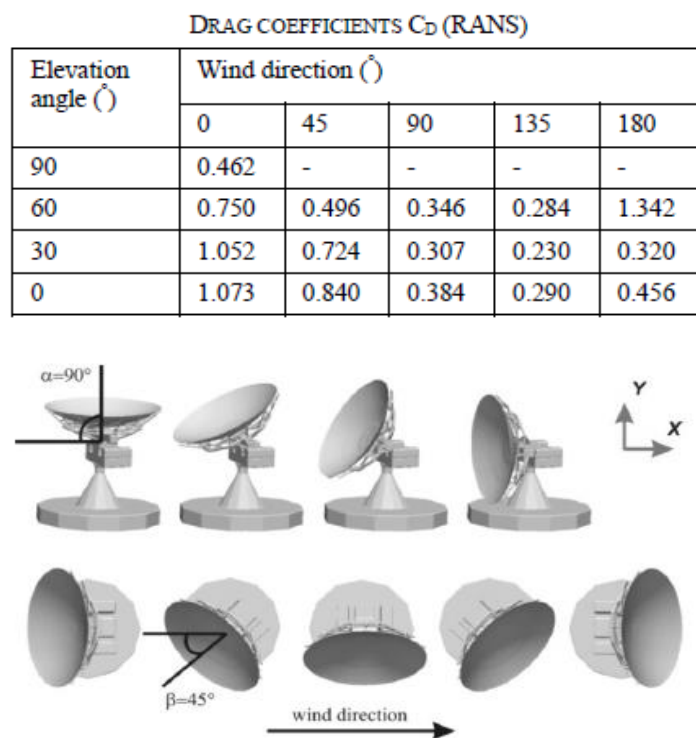 DRAG COEFFICIENTS CD (RANS)
Elevation angle (°) Wind direction (°)
0 45 90 135 180
90 0.462 - - - -
60 0.750 0.496 0.346 0.284 1.342
30 1.052 0.724 0.307 0.230 0.320
0 1.073 0.840 0.384 0.290 0.456
α=90°
Y
X
β=45°
wind direction